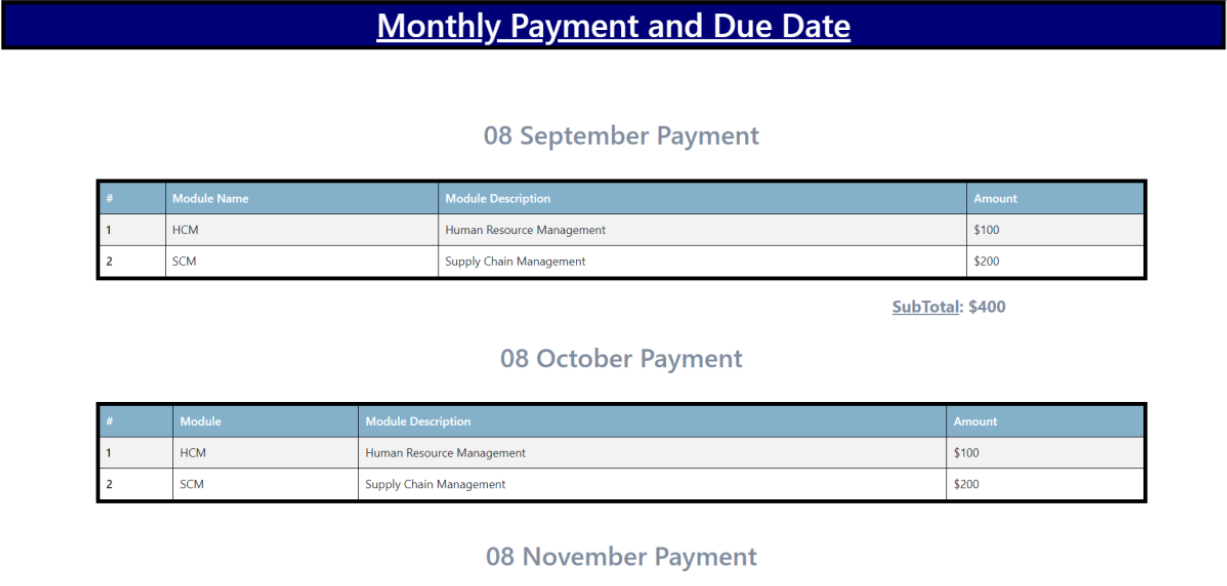 Monthly Payment and Due Date
08 September Payment
# Module Name Module Description Amount
1 HCM Human Resource Management $100
2 SCM Supply Chain Management $200
SubTotal: $400
08 October Payment
# Module Module Description Amount
1 HCM Human Resource Management $100
2 SCM Supply Chain Management $200
08 November Payment